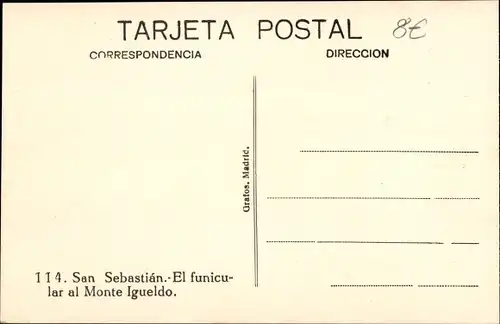 TARJETA POSTAL 8€
CORRESPONDENCIA DIRECCION
Grafos. Madrid.
114. San Sebastián.-El funicu-
lar al Monte Igueldo.